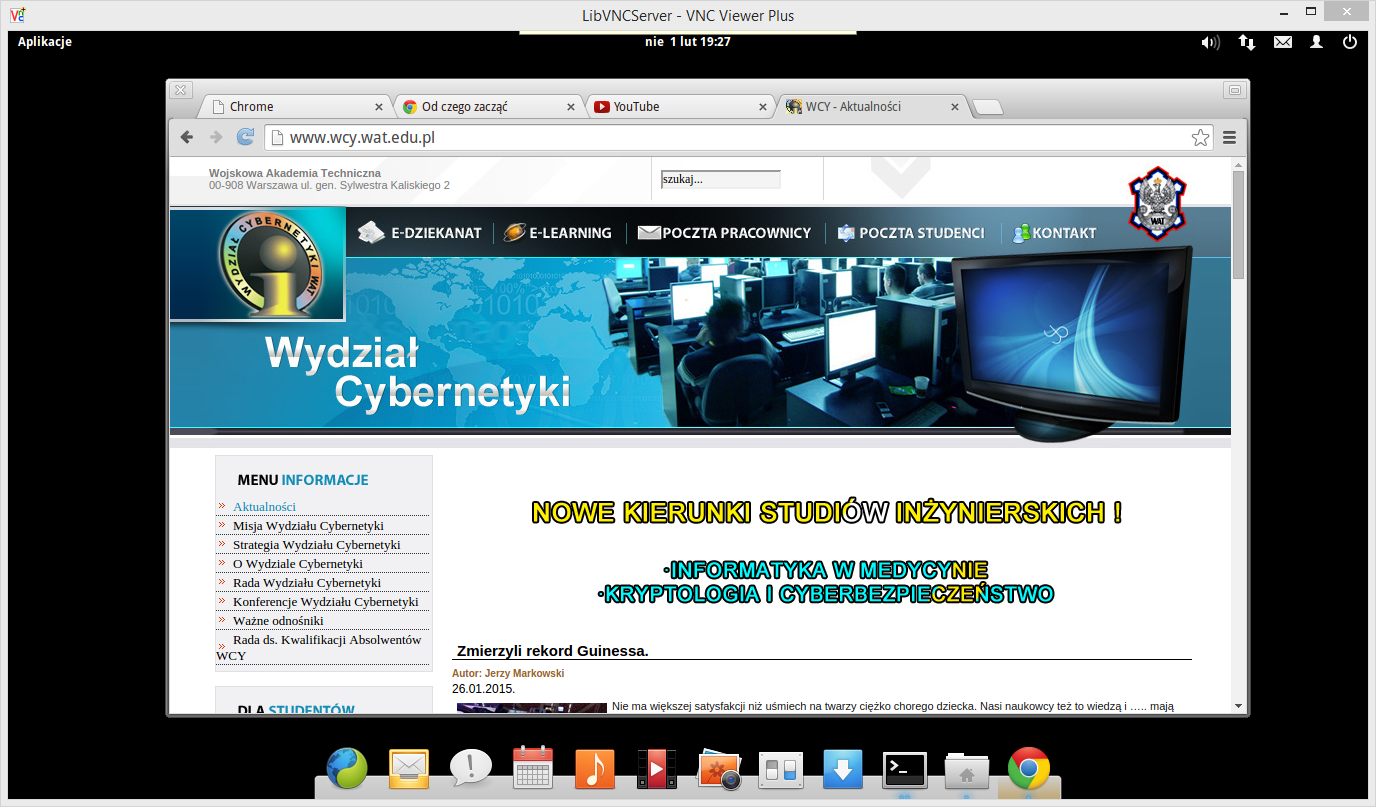 LibVNCServer - VNC Viewer Plus
Aplikacje
nie 1 lut 19:27
Chrome
Od czego zacząć
YouTube
WCY - Aktualności
www.wcy.wat.edu.pl
Wojskowa Akademia Techniczna
00-908 Warszawa ul. gen. Sylwestra Kaliskiego 2
szukaj...
WAT
WYDZIAŁ CYBERNETYKI WAT
E-DZIEKANAT
E-LEARNING
POCZTA PRACOWNICY
POCZTA STUDENCI
KONTAKT
Wydział
Cybernetyki
MENU INFORMACJE
Aktualności
Misja Wydziału Cybernetyki
Strategia Wydziału Cybernetyki
O Wydziale Cybernetyki
Rada Wydziału Cybernetyki
Konferencje Wydziału Cybernetyki
Ważne odnośniki
Rada ds. Kwalifikacji Absolwentów
WCY
DLA STUDENTÓW
NOWE KIERUNKI STUDIÓW INŻYNIERSKICH !
·INFORMATYKA W MEDYCYNIE
·KRYPTOLOGIA I CYBERBEZPIECZEŃSTWO
Zmierzyli rekord Guinessa.
Autor: Jerzy Markowski
26.01.2015.
Nie ma większej satysfakcji niż uśmiech na twarzy ciężko chorego dziecka. Nasi naukowcy też to wiedzą i ..... mają